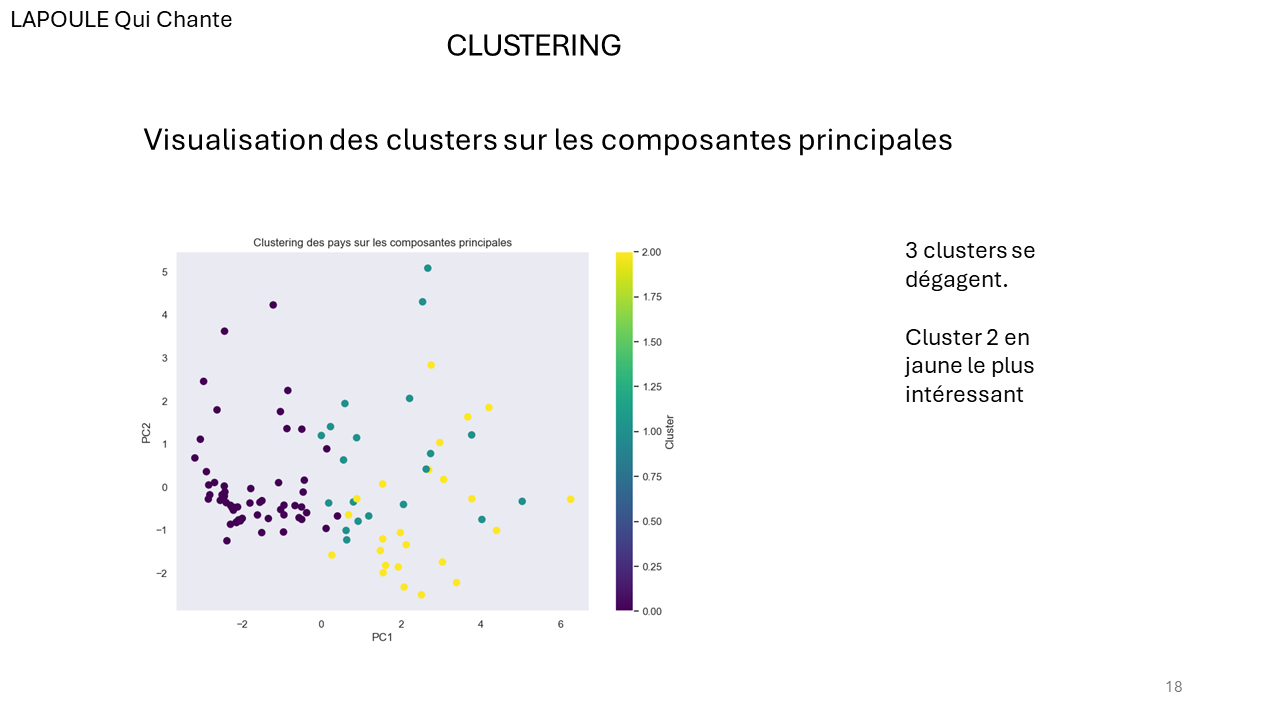 LAPOULE Qui Chante
CLUSTERING
Visualisation des clusters sur les composantes principales
Clustering des pays sur les composantes principales
5
4
3
2
1
0
−1
−2
PC2
−2
0
2
4
6
PC1
2.00
1.75
1.50
1.25
1.00
0.75
0.50
0.25
0.00
Cluster
3 clusters se
dégagent.
Cluster 2 en
jaune le plus
intéressant
18